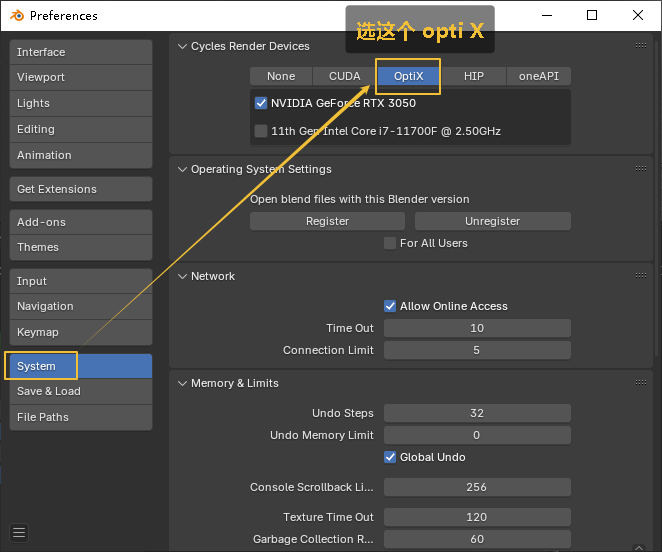 Preferences
选这个 opti X
Interface
Viewport
Lights
Editing
Animation
Get Extensions
Add-ons
Themes
Input
Navigation
Keymap
System
Save & Load
File Paths
Cycles Render Devices
None CUDA OptiX HIP oneAPI
NVIDIA GeForce RTX 3050
11th Gen Intel Core i7-11700F @ 2.50GHz
Operating System Settings
Open blend files with this Blender version
Register Unregister
For All Users
Network
Allow Online Access
Time Out 10
Connection Limit 5
Memory & Limits
Undo Steps 32
Undo Memory Limit 0
Global Undo
Console Scrollback Li... 256
Texture Time Out 120
Garbage Collection R... 60